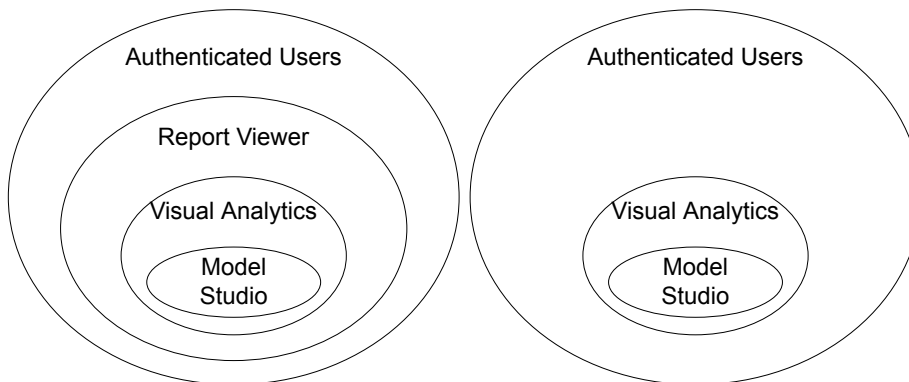 Authenticated Users
Report Viewer
Visual Analytics
Model
Studio
Authenticated Users
Visual Analytics
Model
Studio